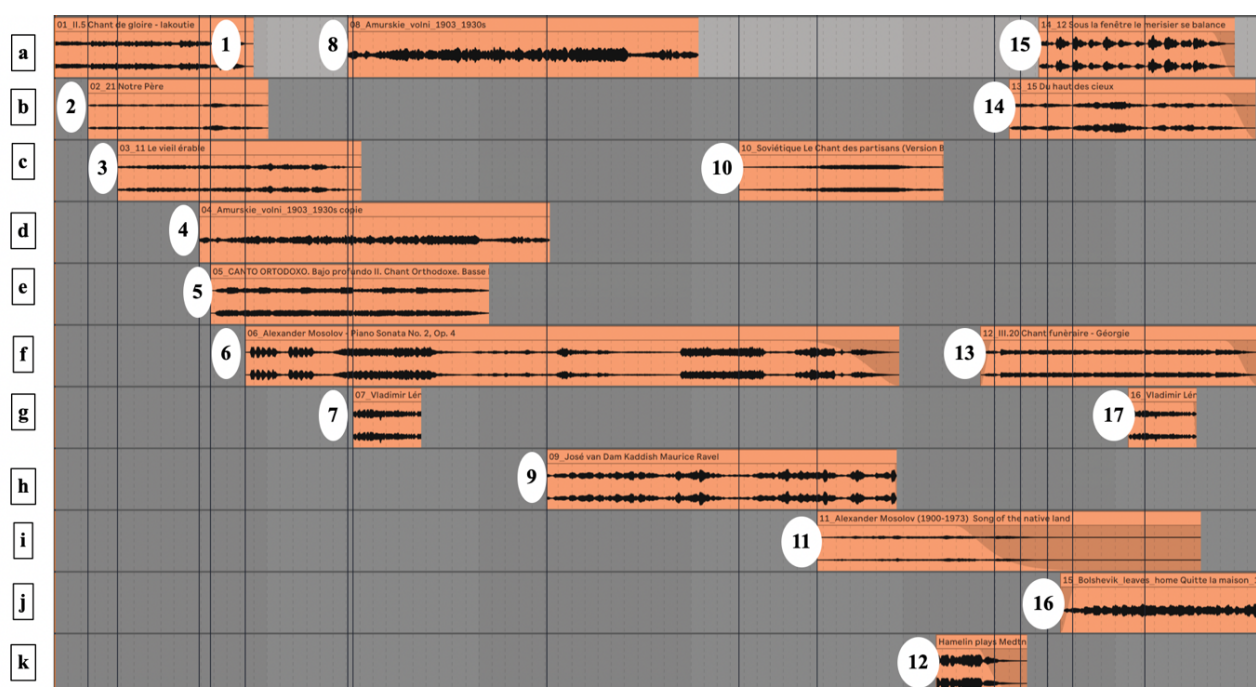 a
01_II.5 Chant de gloire - Iakoutie
1
8
08_Amurskie_volni_1903_1930s
15
14_12 Sous la fenêtre le merisier se balance
b
2
02_21 Notre Père
14
13_15 Du haut des cieux
c
3
03_11 Le vieil érable
10
10_Soviétique Le Chant des partisans (Version B
d
4
04_Amurskie_volni_1903_1930s copie
e
5
05_CANTO ORTODOXO. Bajo profundo II. Chant Orthodoxe. Basse
f
6
06_Alexander Mosolov - Piano Sonata No. 2, Op. 4
13
12_III.20 Chant funèraire - Géorgie
g
7
07_Vladimir Lér
17
16_Vladimir Lér
h
9
09_José van Dam Kaddish Maurice Ravel
i
11
11_Alexander Mosolov (1900-1973) Song of the native land
j
16
15_Bolshevik_leaves_home Quitte la maison_
k
12
Hamelin plays Medtn